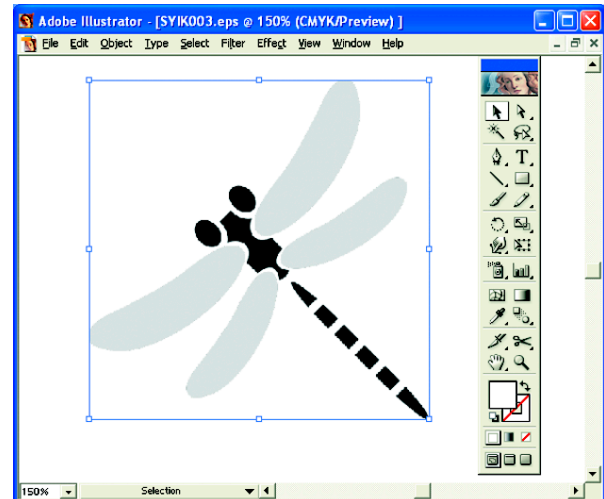 Adobe Illustrator - [SYIK003.eps @ 150% (CMYK/Preview) ]
File Edit Object Type Select Filter Effect View Window Help
T
150% Selection